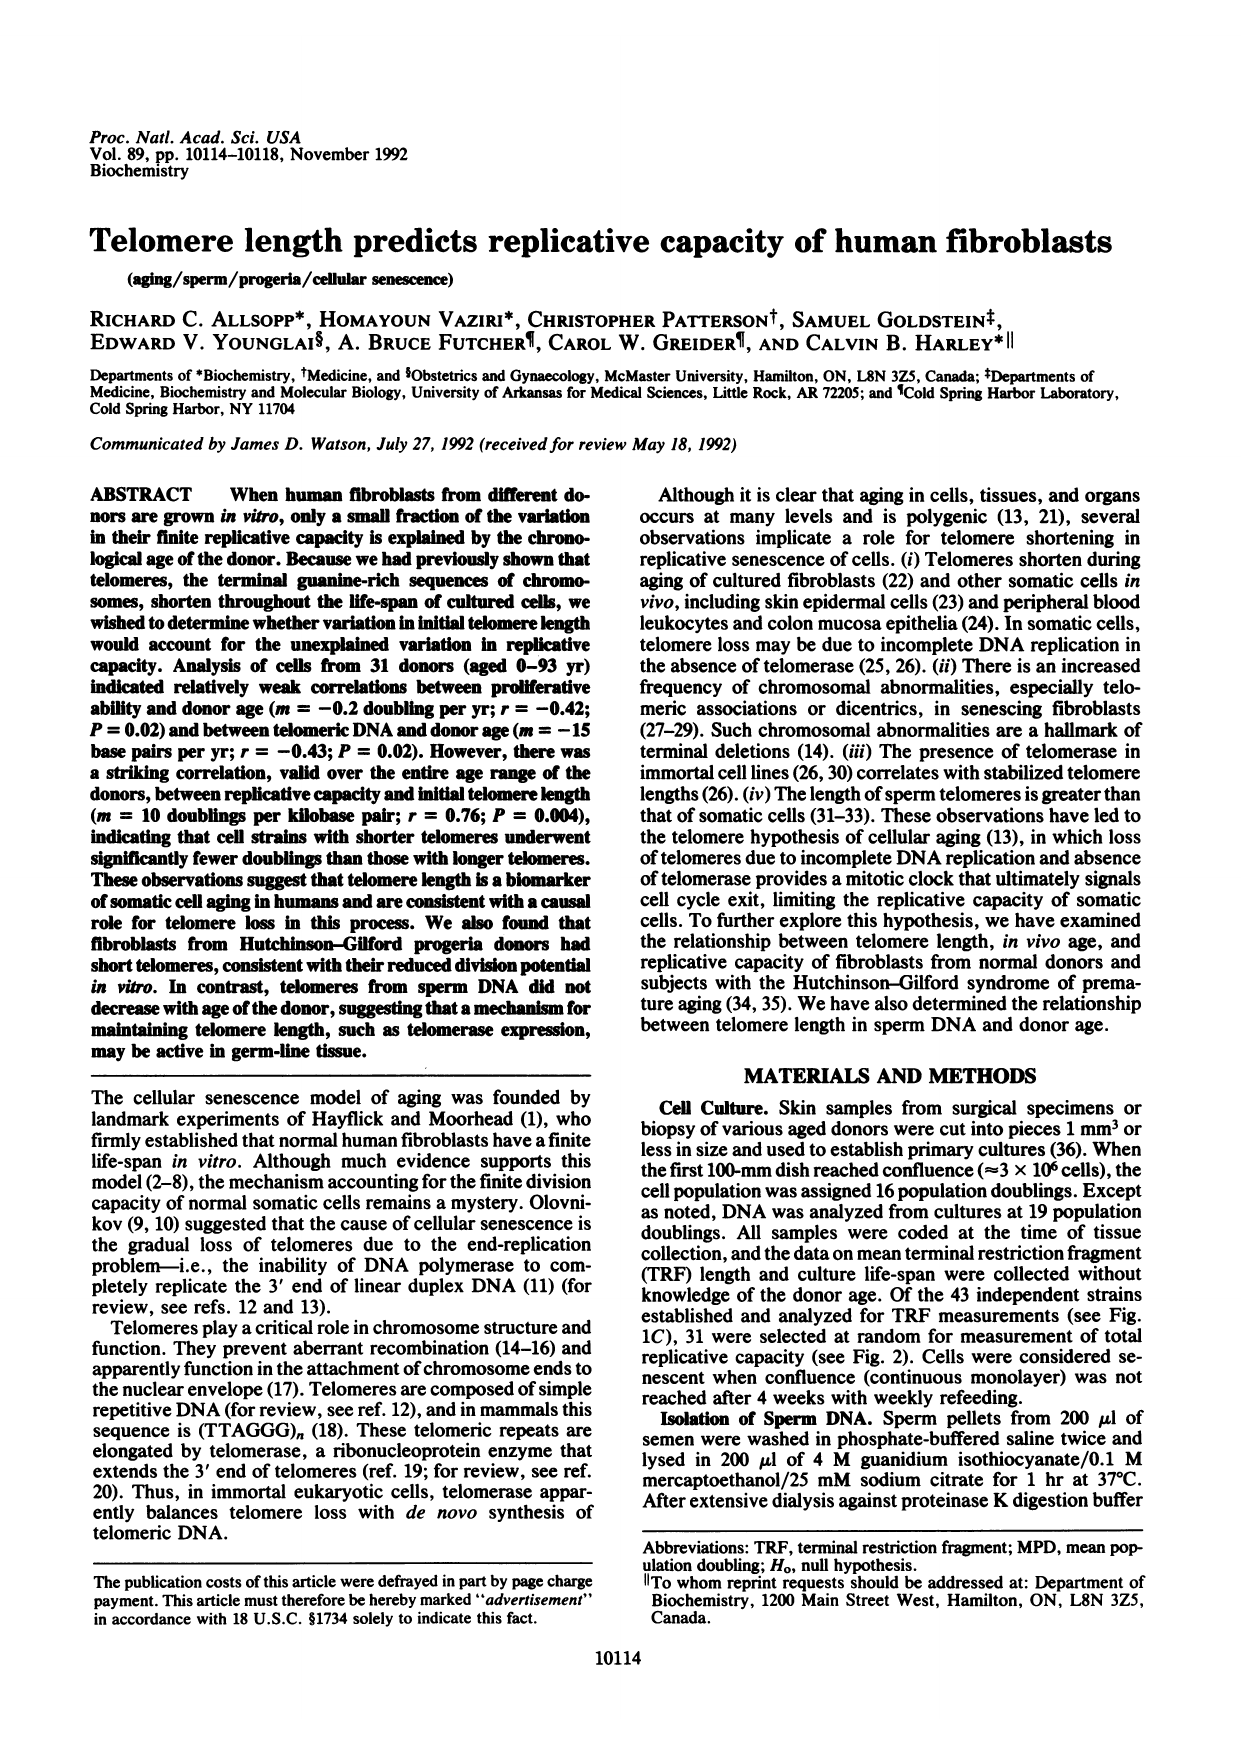 Proc. Natl. Acad. Sci. USA
Vol. 89, pp. 10114–10118, November 1992
Biochemistry
Telomere length predicts replicative capacity of human fibroblasts
(aging/sperm/progeria/cellular senescence)
RICHARD C. ALLSOPP*, HOMAYOUN VAZIRI*, CHRISTOPHER PATTERSON†, SAMUEL GOLDSTEIN‡,
EDWARD V. YOUNGLAI§, A. BRUCE FUTCHER¶, CAROL W. GREIDER¶, AND CALVIN B. HARLEY*‖
Departments of *Biochemistry, †Medicine, and §Obstetrics and Gynaecology, McMaster University, Hamilton, ON, L8N 3Z5, Canada; ‡Departments of
Medicine, Biochemistry and Molecular Biology, University of Arkansas for Medical Sciences, Little Rock, AR 72205; and ¶Cold Spring Harbor Laboratory,
Cold Spring Harbor, NY 11704
Communicated by James D. Watson, July 27, 1992 (received for review May 18, 1992)
ABSTRACT When human fibroblasts from different do-
nors are grown in vitro, only a small fraction of the variation
in their finite replicative capacity is explained by the chrono-
logical age of the donor. Because we had previously shown that
telomeres, the terminal guanine-rich sequences of chromo-
somes, shorten throughout the life-span of cultured cells, we
wished to determine whether variation in initial telomere length
would account for the unexplained variation in replicative
capacity. Analysis of cells from 31 donors (aged 0–93 yr)
indicated relatively weak correlations between proliferative
ability and donor age (m = −0.2 doubling per yr; r = −0.42;
P = 0.02) and between telomeric DNA and donor age (m = −15
base pairs per yr; r = −0.43; P = 0.02). However, there was
a striking correlation, valid over the entire age range of the
donors, between replicative capacity and initial telomere length
(m = 10 doublings per kilobase pair; r = 0.76; P = 0.004),
indicating that cell strains with shorter telomeres underwent
significantly fewer doublings than those with longer telomeres.
These observations suggest that telomere length is a biomarker
of somatic cell aging in humans and are consistent with a causal
role for telomere loss in this process. We also found that
fibroblasts from Hutchinson–Gilford progeria donors had
short telomeres, consistent with their reduced division potential
in vitro. In contrast, telomeres from sperm DNA did not
decrease with age of the donor, suggesting that a mechanism for
maintaining telomere length, such as telomerase expression,
may be active in germ-line tissue.
The cellular senescence model of aging was founded by
landmark experiments of Hayflick and Moorhead (1), who
firmly established that normal human fibroblasts have a finite
life-span in vitro. Although much evidence supports this
model (2–8), the mechanism accounting for the finite division
capacity of normal somatic cells remains a mystery. Olovni-
kov (9, 10) suggested that the cause of cellular senescence is
the gradual loss of telomeres due to the end-replication
problem—i.e., the inability of DNA polymerase to com-
pletely replicate the 3′ end of linear duplex DNA (11) (for
review, see refs. 12 and 13).
Telomeres play a critical role in chromosome structure and
function. They prevent aberrant recombination (14–16) and
apparently function in the attachment of chromosome ends to
the nuclear envelope (17). Telomeres are composed of simple
repetitive DNA (for review, see ref. 12), and in mammals this
sequence is (TTAGGG)n (18). These telomeric repeats are
elongated by telomerase, a ribonucleoprotein enzyme that
extends the 3′ end of telomeres (ref. 19; for review, see ref.
20). Thus, in immortal eukaryotic cells, telomerase appar-
ently balances telomere loss with de novo synthesis of
telomeric DNA.
The publication costs of this article were defrayed in part by page charge
payment. This article must therefore be hereby marked “advertisement”
in accordance with 18 U.S.C. §1734 solely to indicate this fact.
Although it is clear that aging in cells, tissues, and organs
occurs at many levels and is polygenic (13, 21), several
observations implicate a role for telomere shortening in
replicative senescence of cells. (i) Telomeres shorten during
aging of cultured fibroblasts (22) and other somatic cells in
vivo, including skin epidermal cells (23) and peripheral blood
leukocytes and colon mucosa epithelia (24). In somatic cells,
telomere loss may be due to incomplete DNA replication in
the absence of telomerase (25, 26). (ii) There is an increased
frequency of chromosomal abnormalities, especially telo-
meric associations or dicentrics, in senescing fibroblasts
(27–29). Such chromosomal abnormalities are a hallmark of
terminal deletions (14). (iii) The presence of telomerase in
immortal cell lines (26, 30) correlates with stabilized telomere
lengths (26). (iv) The length of sperm telomeres is greater than
that of somatic cells (31–33). These observations have led to
the telomere hypothesis of cellular aging (13), in which loss
of telomeres due to incomplete DNA replication and absence
of telomerase provides a mitotic clock that ultimately signals
cell cycle exit, limiting the replicative capacity of somatic
cells. To further explore this hypothesis, we have examined
the relationship between telomere length, in vivo age, and
replicative capacity of fibroblasts from normal donors and
subjects with the Hutchinson–Gilford syndrome of prema-
ture aging (34, 35). We have also determined the relationship
between telomere length in sperm DNA and donor age.
MATERIALS AND METHODS
Cell Culture. Skin samples from surgical specimens or
biopsy of various aged donors were cut into pieces 1 mm³ or
less in size and used to establish primary cultures (36). When
the first 100-mm dish reached confluence (≈3 × 10⁶ cells), the
cell population was assigned 16 population doublings. Except
as noted, DNA was analyzed from cultures at 19 population
doublings. All samples were coded at the time of tissue
collection, and the data on mean terminal restriction fragment
(TRF) length and culture life-span were collected without
knowledge of the donor age. Of the 43 independent strains
established and analyzed for TRF measurements (see Fig.
1C), 31 were selected at random for measurement of total
replicative capacity (see Fig. 2). Cells were considered se-
nescent when confluence (continuous monolayer) was not
reached after 4 weeks with weekly refeeding.
Isolation of Sperm DNA. Sperm pellets from 200 μl of
semen were washed in phosphate-buffered saline twice and
lysed in 200 μl of 4 M guanidium isothiocyanate/0.1 M
mercaptoethanol/25 mM sodium citrate for 1 hr at 37°C.
After extensive dialysis against proteinase K digestion buffer
Abbreviations: TRF, terminal restriction fragment; MPD, mean pop-
ulation doubling; Ho, null hypothesis.
‖To whom reprint requests should be addressed at: Department of
Biochemistry, 1200 Main Street West, Hamilton, ON, L8N 3Z5,
Canada.
10114